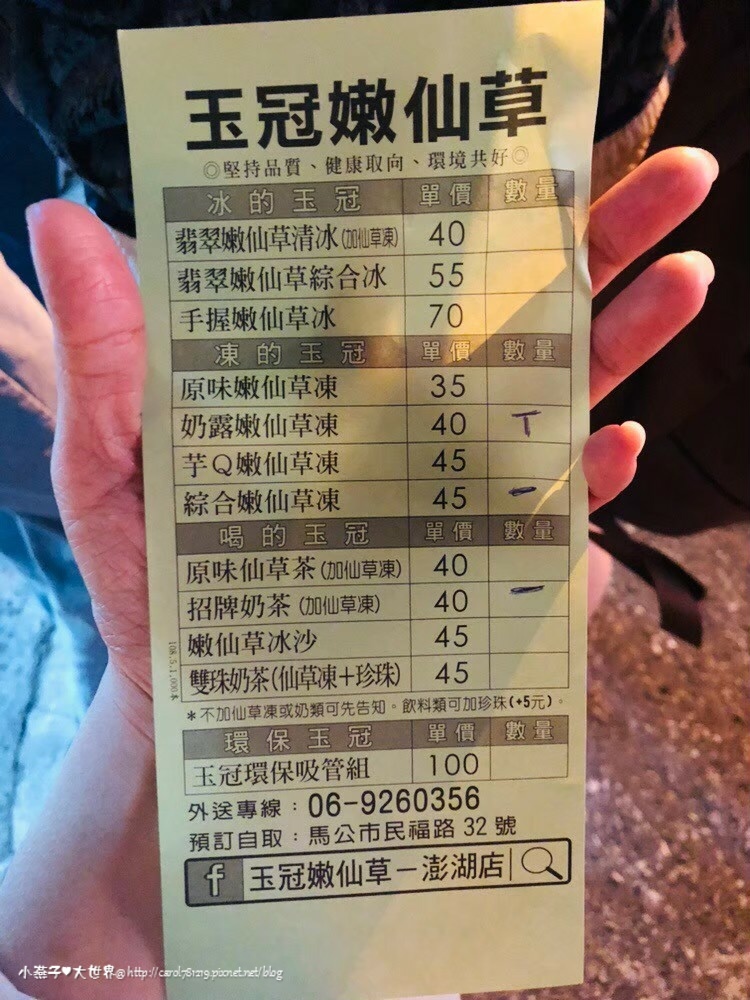 玉冠嫩仙草
◎堅持品質、健康取向、環境共好◎
冰的玉冠 單價 數量
翡翠嫩仙草清冰(加仙草凍) 40
翡翠嫩仙草綜合冰 55
手握嫩仙草冰 70
凍的玉冠 單價 數量
原味嫩仙草凍 35
奶露嫩仙草凍 40 T
芋Q嫩仙草凍 45
綜合嫩仙草凍 45 一
喝的玉冠 單價 數量
原味仙草茶(加仙草凍) 40
招牌奶茶(加仙草凍) 40 一
嫩仙草冰沙 45
雙珠奶茶(仙草凍+珍珠) 45
*不加仙草凍或奶類可先告知。飲料類可加珍珠(+5元)。
環保玉冠 單價 數量
玉冠環保吸管組 100
外送專線：06-9260356
預訂自取：馬公市民福路32號
f 玉冠嫩仙草－澎湖店
108.5.1,000本
小燕子♥大世界@http://carol761219.pixnet.net/blog